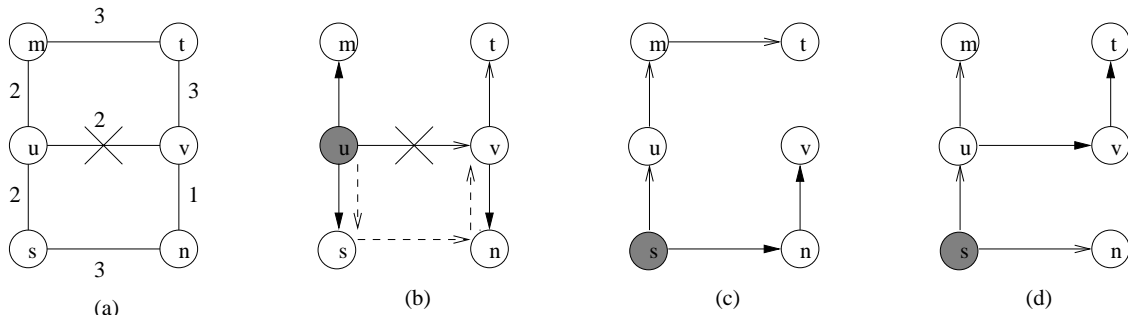 3
m t m t m t m t
2 2 3
u v u v u v u v
2 1
s n s n s n s n
3
(a) (b) (c) (d)